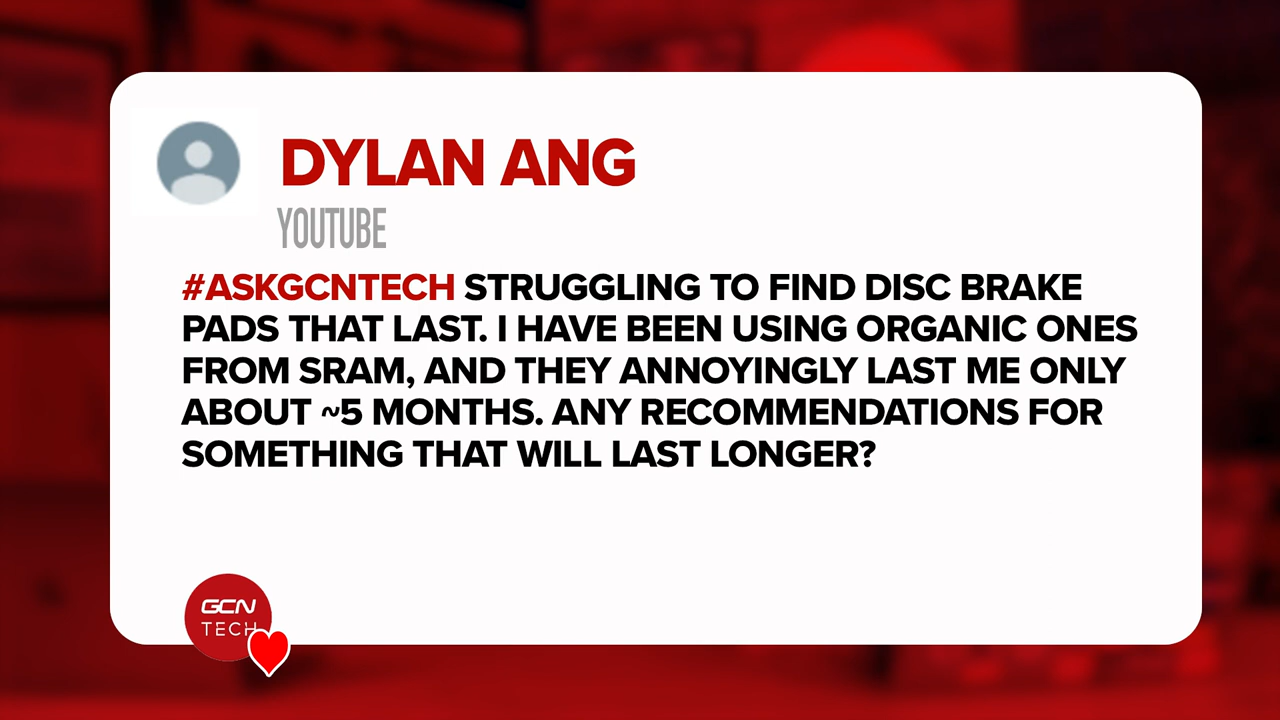 DYLAN ANG
YOUTUBE
#ASKGCNTECH STRUGGLING TO FIND DISC BRAKE
PADS THAT LAST. I HAVE BEEN USING ORGANIC ONES
FROM SRAM, AND THEY ANNOYINGLY LAST ME ONLY
ABOUT ~5 MONTHS. ANY RECOMMENDATIONS FOR
SOMETHING THAT WILL LAST LONGER?
GCN
TECH